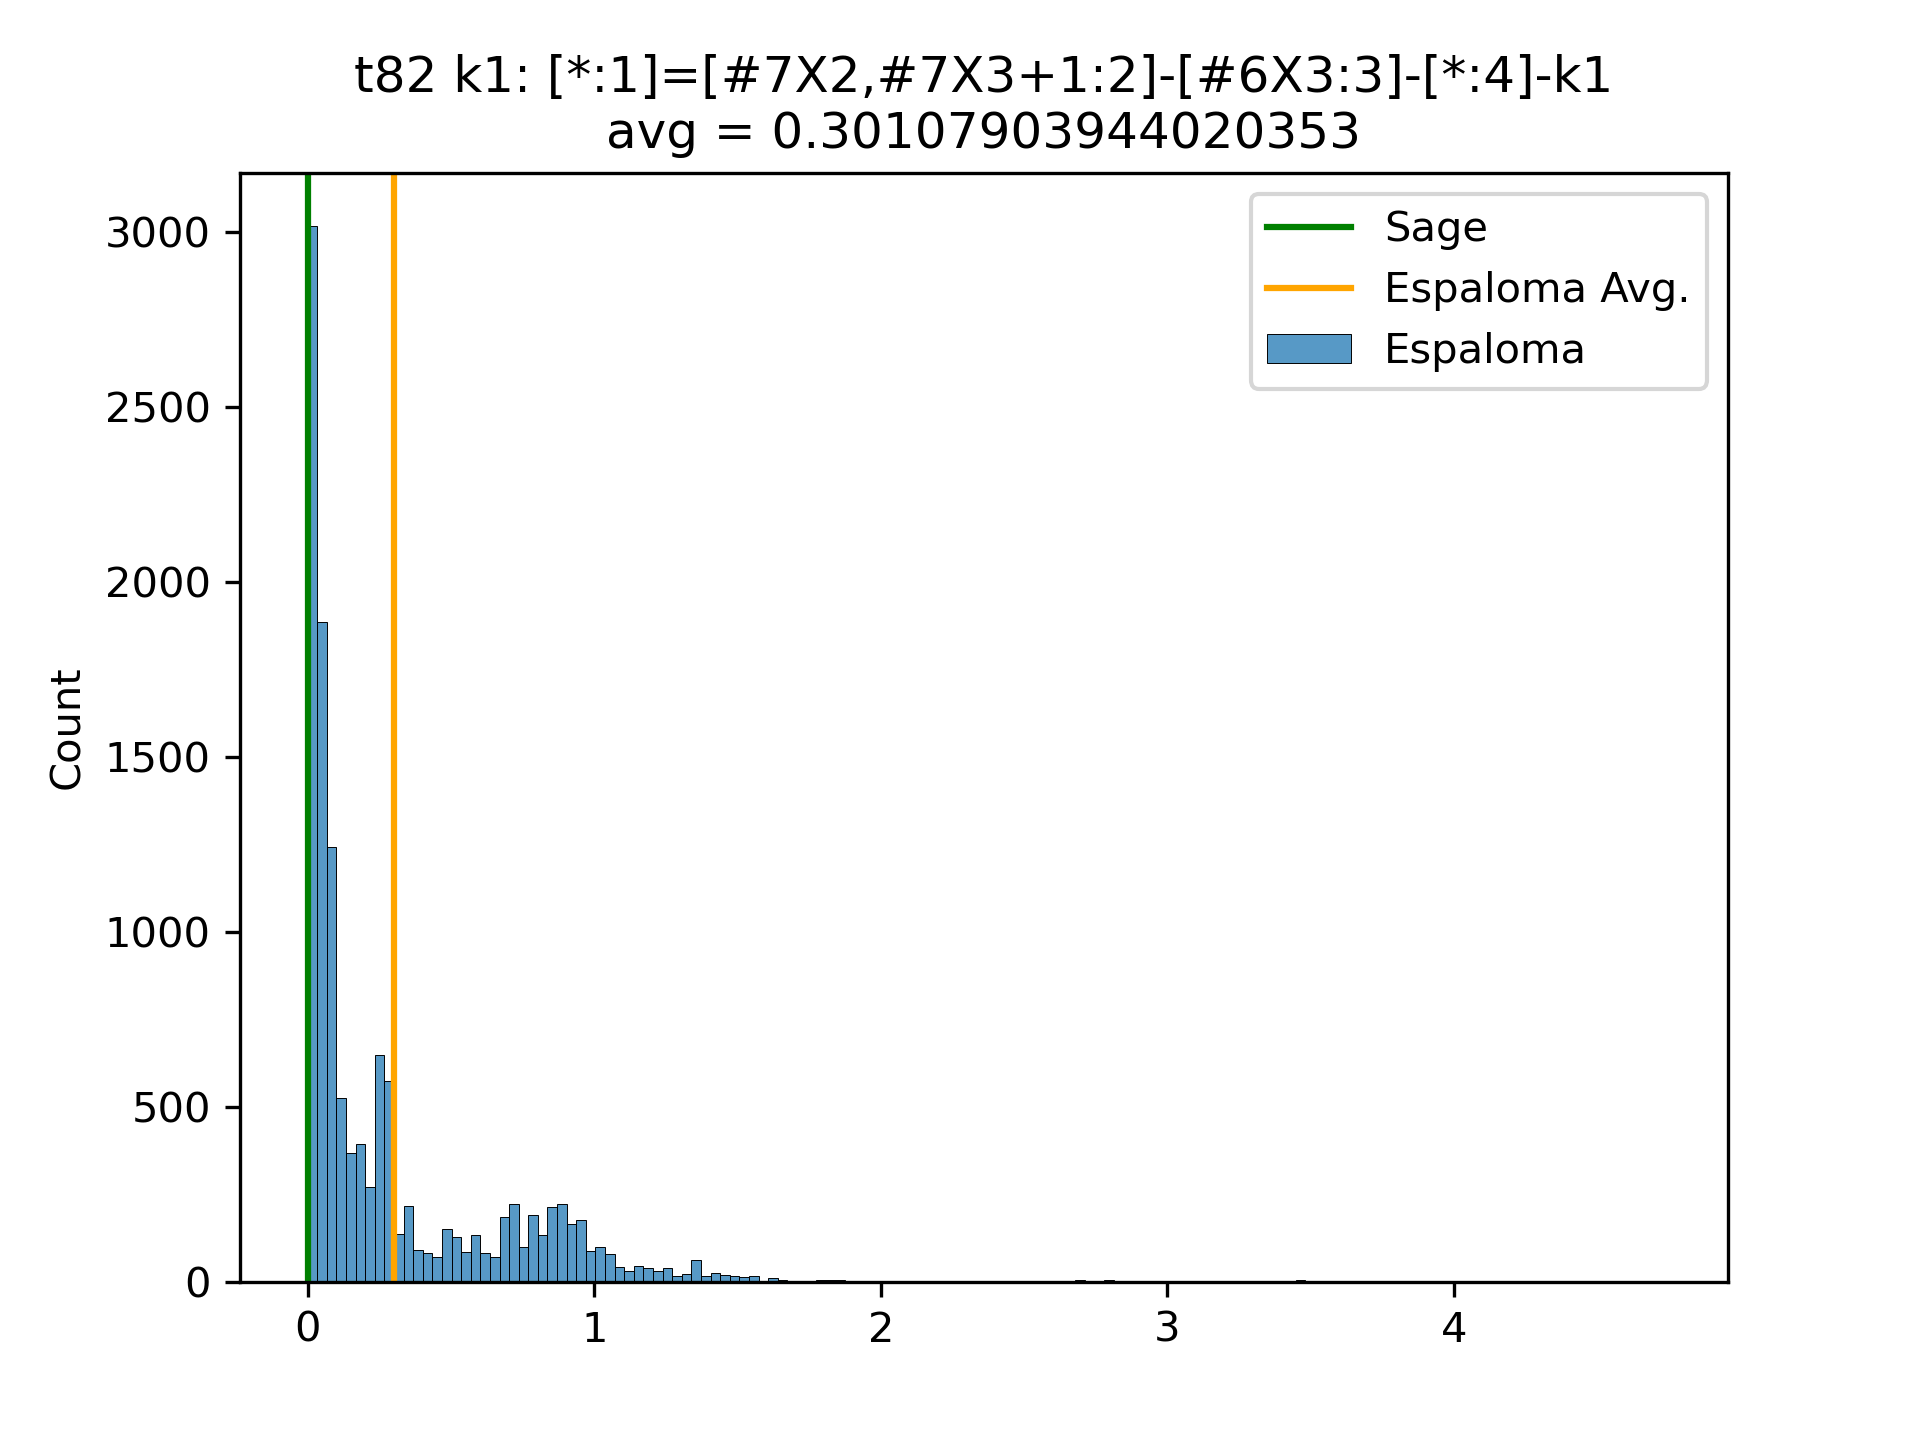 t82 k1: [*:1]=[#7X2,#7X3+1:2]-[#6X3:3]-[*:4]-k1
avg = 0.30107903944020353
Sage
Espaloma Avg.
Espaloma
3000
2500
2000
1500
1000
500
0
Count
0 1 2 3 4